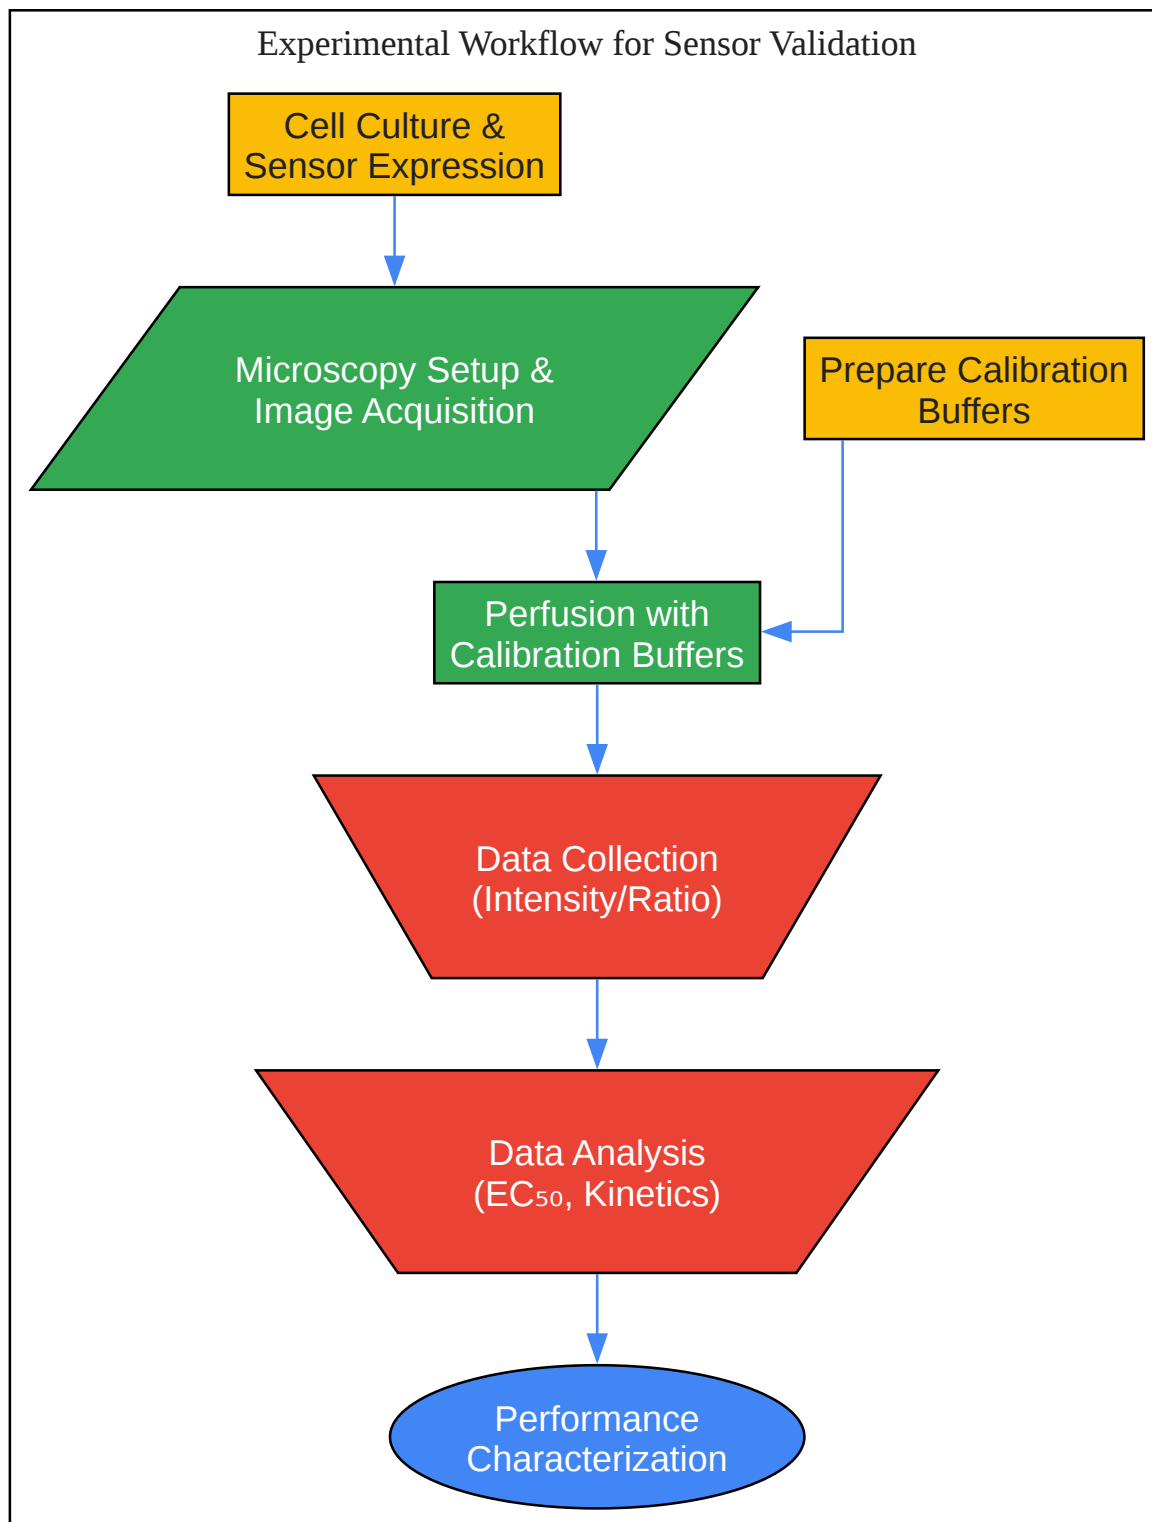 Experimental Workflow for Sensor Validation
Cell Culture &
Sensor Expression
Microscopy Setup &
Image Acquisition
Prepare Calibration
Buffers
Perfusion with
Calibration Buffers
Data Collection
(Intensity/Ratio)
Data Analysis
(EC₅₀, Kinetics)
Performance
Characterization